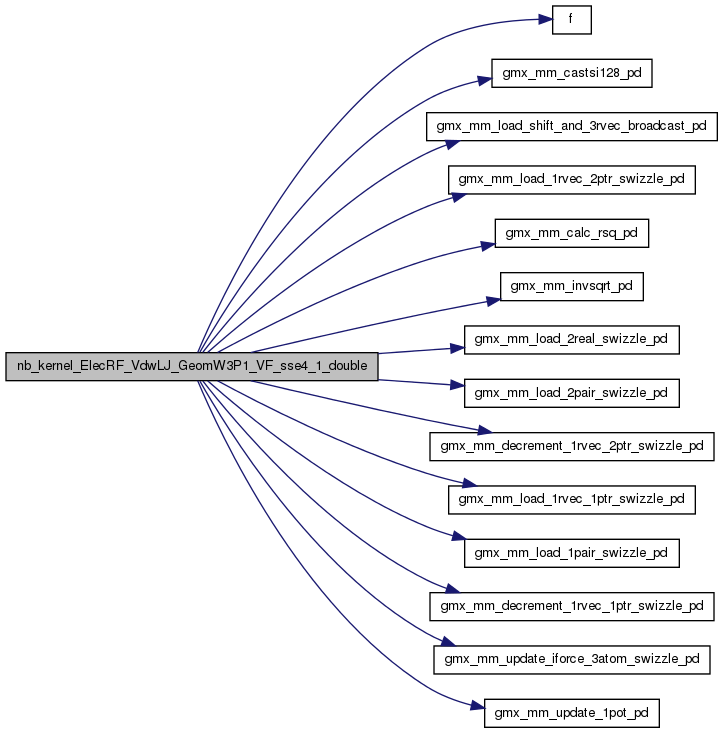 f
gmx_mm_castsi128_pd
gmx_mm_load_shift_and_3rvec_broadcast_pd
gmx_mm_load_1rvec_2ptr_swizzle_pd
gmx_mm_calc_rsq_pd
gmx_mm_invsqrt_pd
gmx_mm_load_2real_swizzle_pd
nb_kernel_ElecRF_VdwLJ_GeomW3P1_VF_sse4_1_double
gmx_mm_load_2pair_swizzle_pd
gmx_mm_decrement_1rvec_2ptr_swizzle_pd
gmx_mm_load_1rvec_1ptr_swizzle_pd
gmx_mm_load_1pair_swizzle_pd
gmx_mm_decrement_1rvec_1ptr_swizzle_pd
gmx_mm_update_iforce_3atom_swizzle_pd
gmx_mm_update_1pot_pd